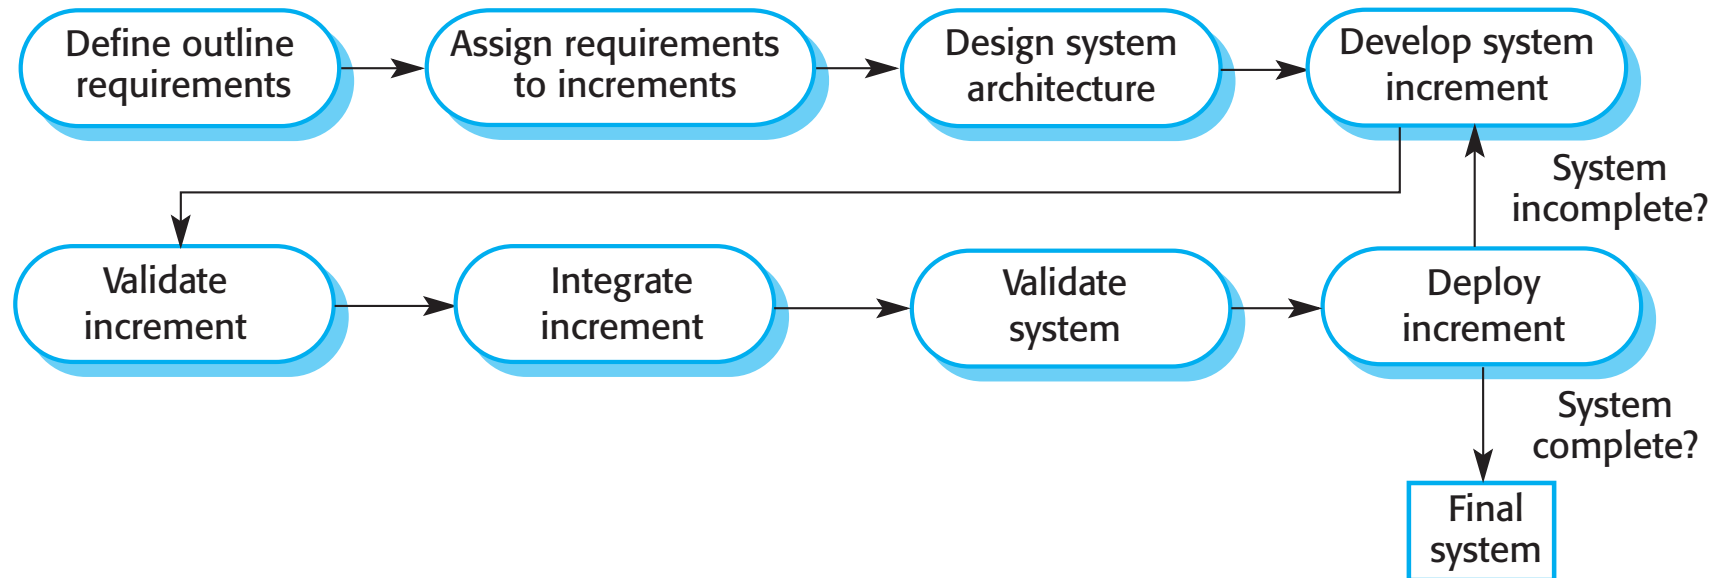 Define outline
requirements
Assign requirements
to increments
Design system
architecture
Develop system
increment
System
incomplete?
Validate
increment
Integrate
increment
Validate
system
Deploy
increment
System
complete?
Final
system